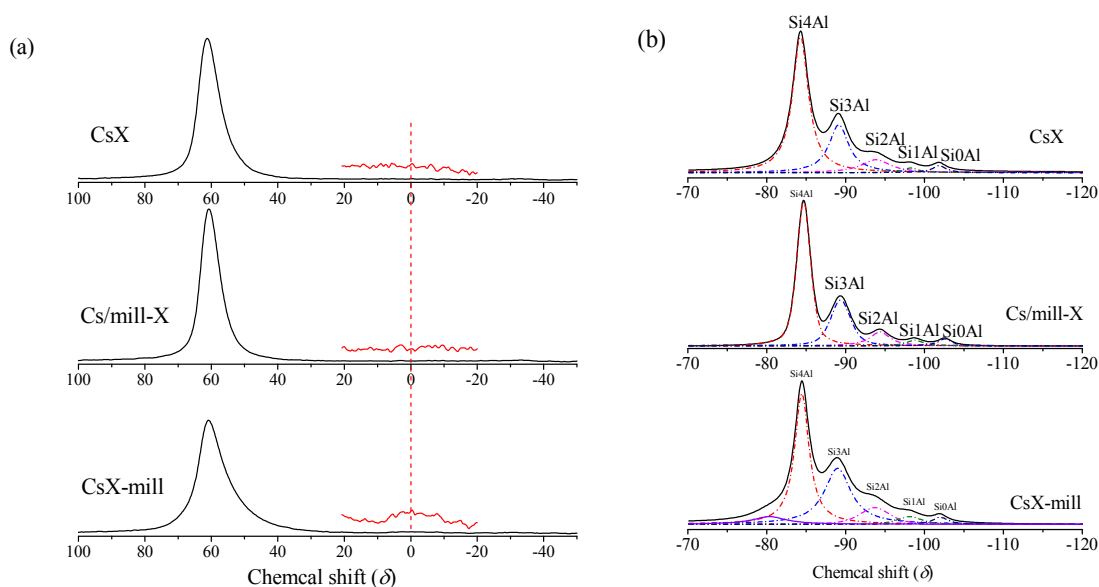 (a)
CsX
100 80 60 40 20 0 -20 -40
Cs/mill-X
100 80 60 40 20 0 -20 -40
CsX-mill
100 80 60 40 20 0 -20 -40
Chemcal shift (δ)
(b)
Si4Al
Si3Al
Si2Al
Si1Al
Si0Al
CsX
-70 -80 -90 -100 -110 -120
Si4Al
Si3Al
Si2Al
Si1Al
Si0Al
Cs/mill-X
-70 -80 -90 -100 -110 -120
Si4Al
Si3Al
Si2Al
Si1Al
Si0Al
CsX-mill
-70 -80 -90 -100 -110 -120
Chemcal shift (δ)